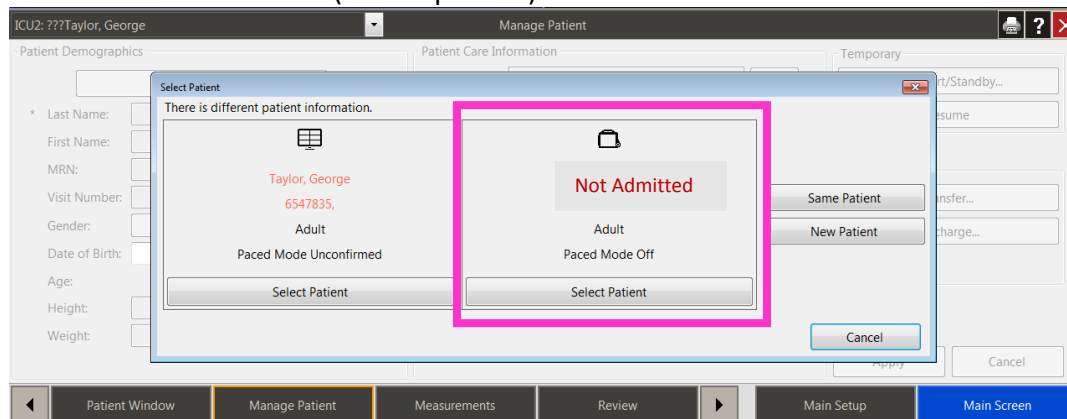 ICU2: ???Taylor, Geor
Manage Patient
?
Patient Demographics
Patient Care Information
Temporary
* Last Name:
First Name:
MRN:
Visit Number:
Gender:
Date of Birth:
Age:
Height:
Weight:
Select Patient
There is different patient information.
Taylor, George
6547835,
Adult
Paced Mode Unconfirmed
Select Patient
Not Admitted
Adult
Paced Mode Off
Select Patient
Same Patient
New Patient
Cancel
rt/Standby...
esume
nsfer...
charge...
Apply
Cancel
Patient Window
Manage Patient
Measurements
Review
Main Setup
Main Screen